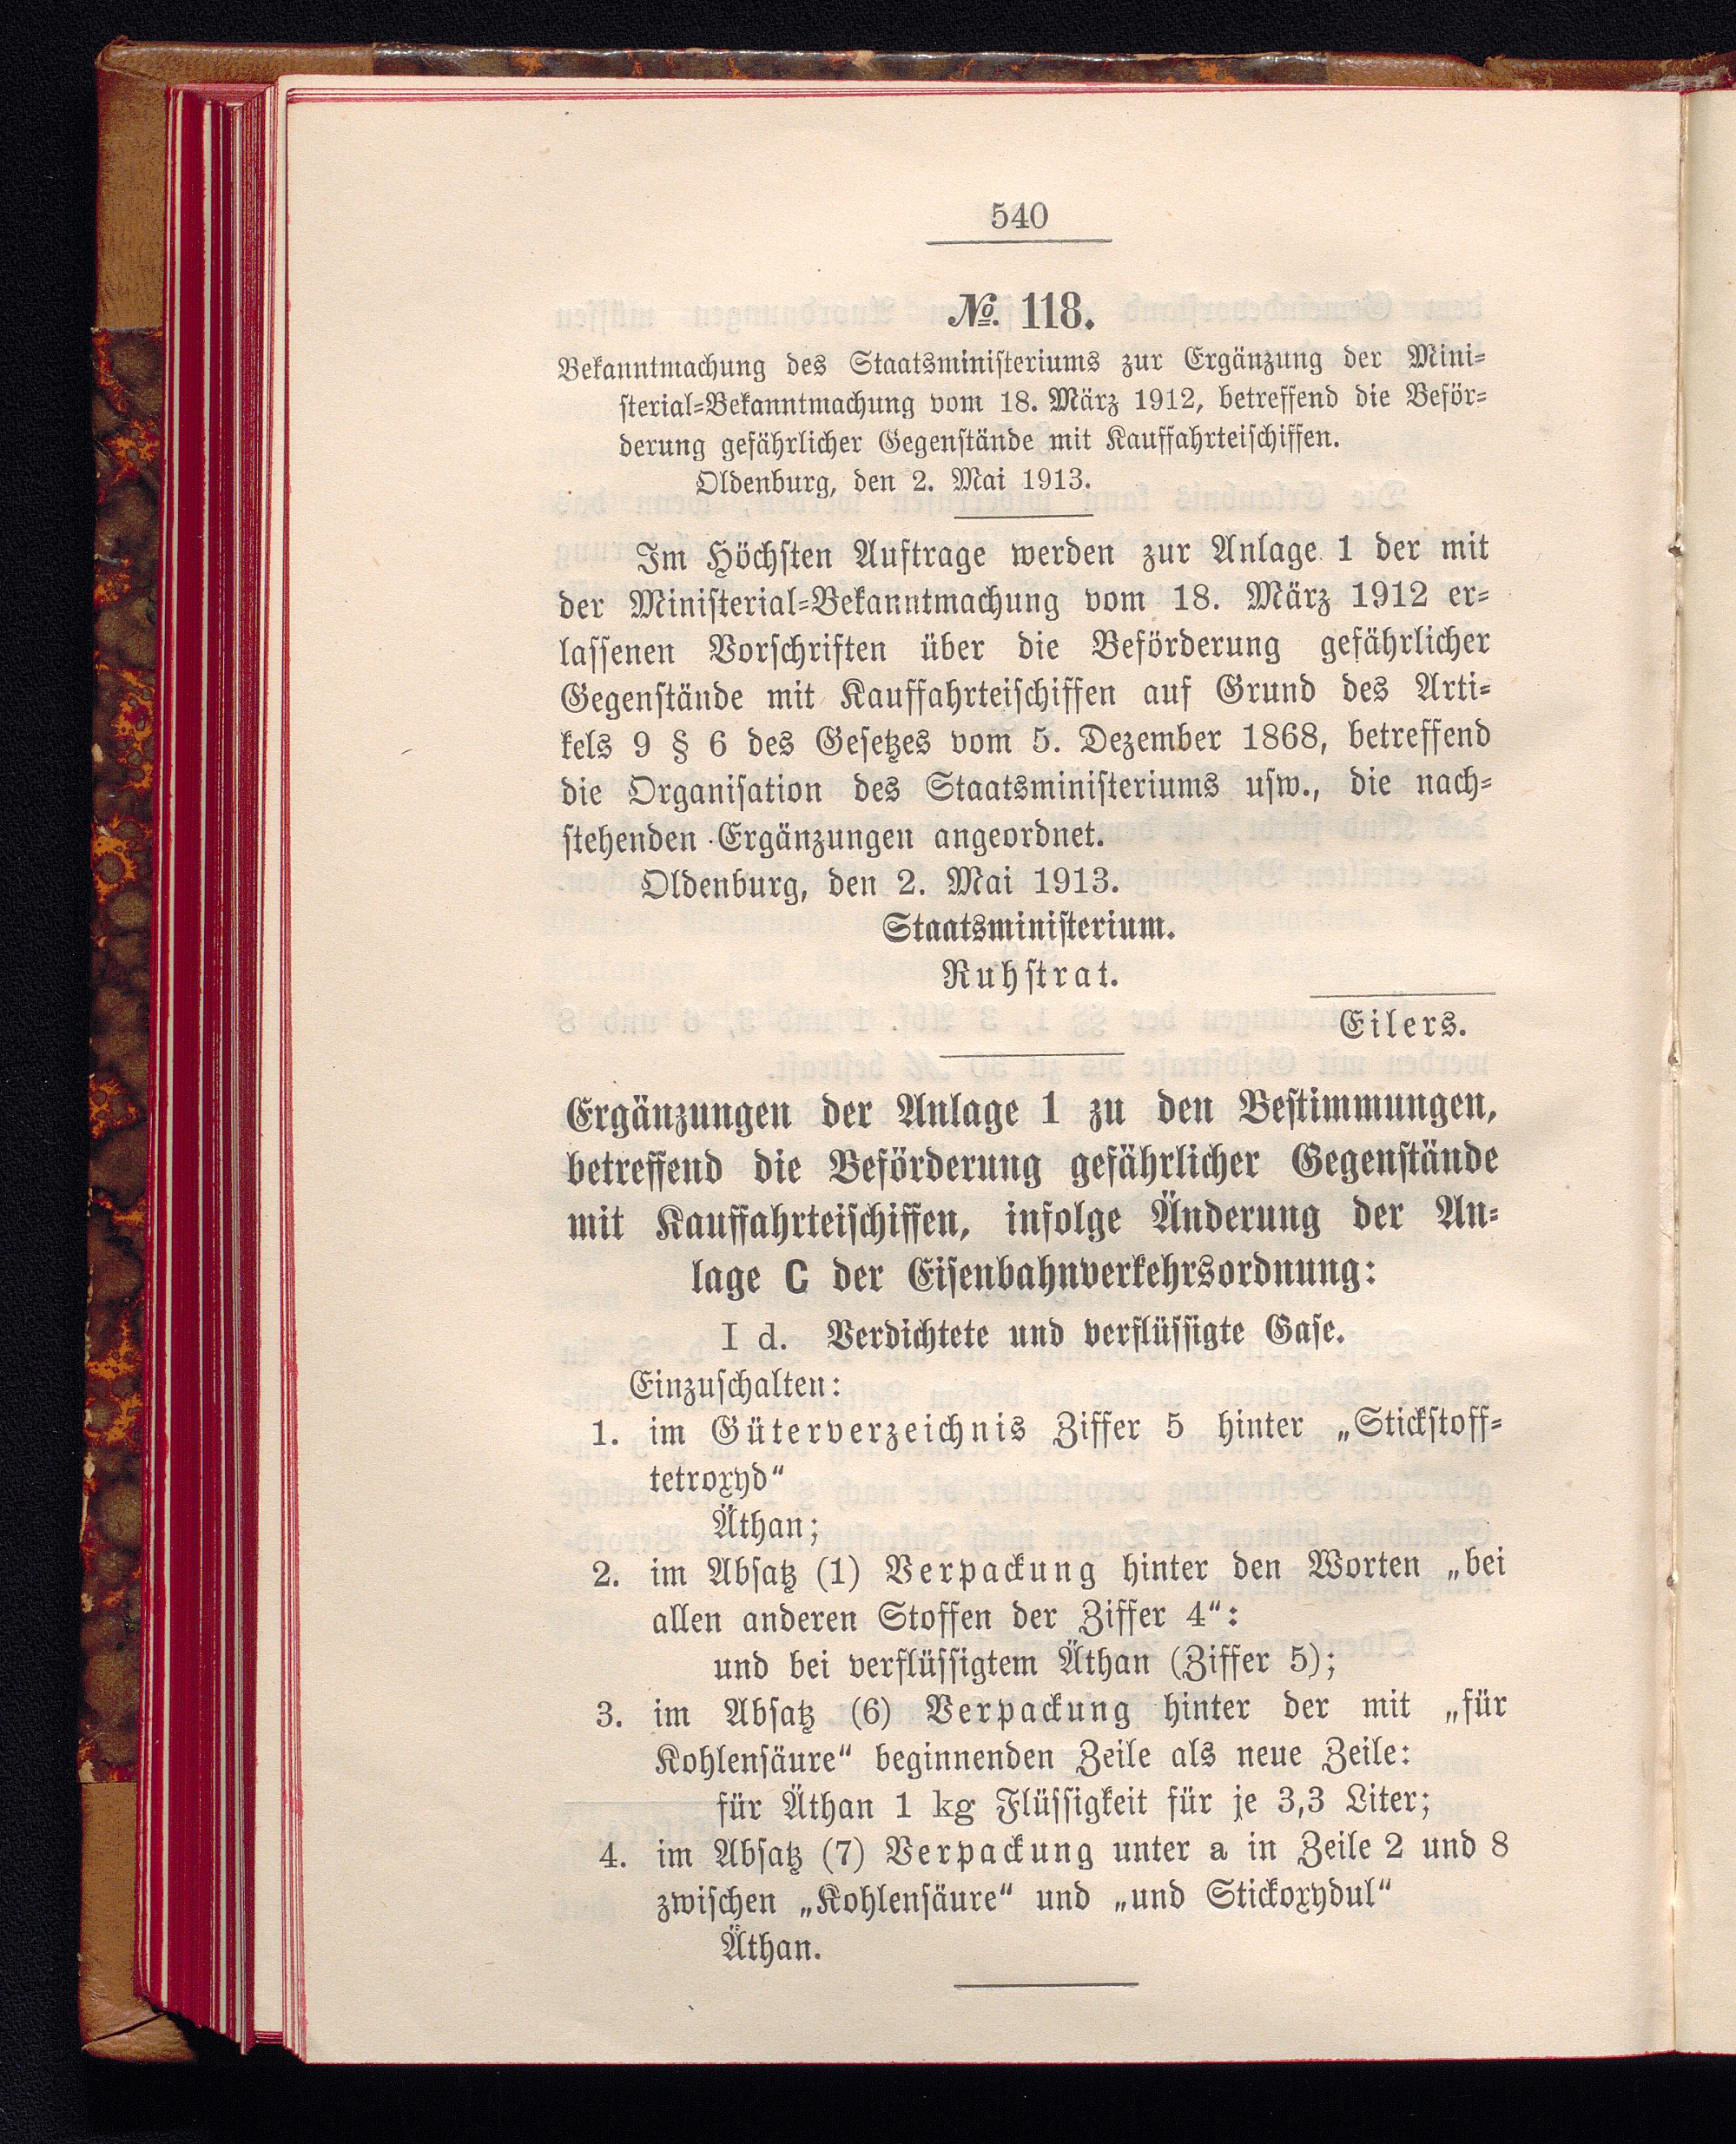 540
No. 118.
Bekanntmachung des Staatsministeriums zur Ergänzung der Mini=
sterial=Bekanntmachung vom 18. März 1912, betreffend die Beför=
derung gefährlicher Gegenstände mit Kauffahrteischiffen.
Oldenburg, den 2. Mai 1913.
Im Höchsten Auftrage werden zur Anlage 1 der mit
der Ministerial=Bekanntmachung vom 18. März 1912 er=
lassenen Vorschriften über die Beförderung gefährlicher
Gegenstände mit Kauffahrteischiffen auf Grund des Arti=
kels 9 § 6 des Gesetzes vom 5. Dezember 1868, betreffend
die Organisation des Staatsministeriums usw., die nach=
stehenden Ergänzungen angeordnet.
Oldenburg, den 2. Mai 1913.
Staatsministerium.
Ruhstrat.
Eilers.
Ergänzungen der Anlage 1 zu den Bestimmungen,
betreffend die Beförderung gefährlicher Gegenstände
mit Kauffahrteischiffen, infolge Änderung der An=
lage C der Eisenbahnverkehrsordnung:
I d. Verdichtete und verflüssigte Gase.
Einzuschalten:
1. im Güterverzeichnis Ziffer 5 hinter „Stickstoff=
tetroxyd“
Äthan;
2. im Absatz (1) Verpackung hinter den Worten „bei
allen anderen Stoffen der Ziffer 4“:
und bei verflüssigtem Äthan (Ziffer 5);
3. im Absatz (6) Verpackung hinter der mit „für
Kohlensäure“ beginnenden Zeile als neue Zeile:
für Äthan 1 kg Flüssigkeit für je 3,3 Liter;
4. im Absatz (7) Verpackung unter a in Zeile 2 und 8
zwischen „Kohlensäure“ und „und Stickoxydul“
Äthan.